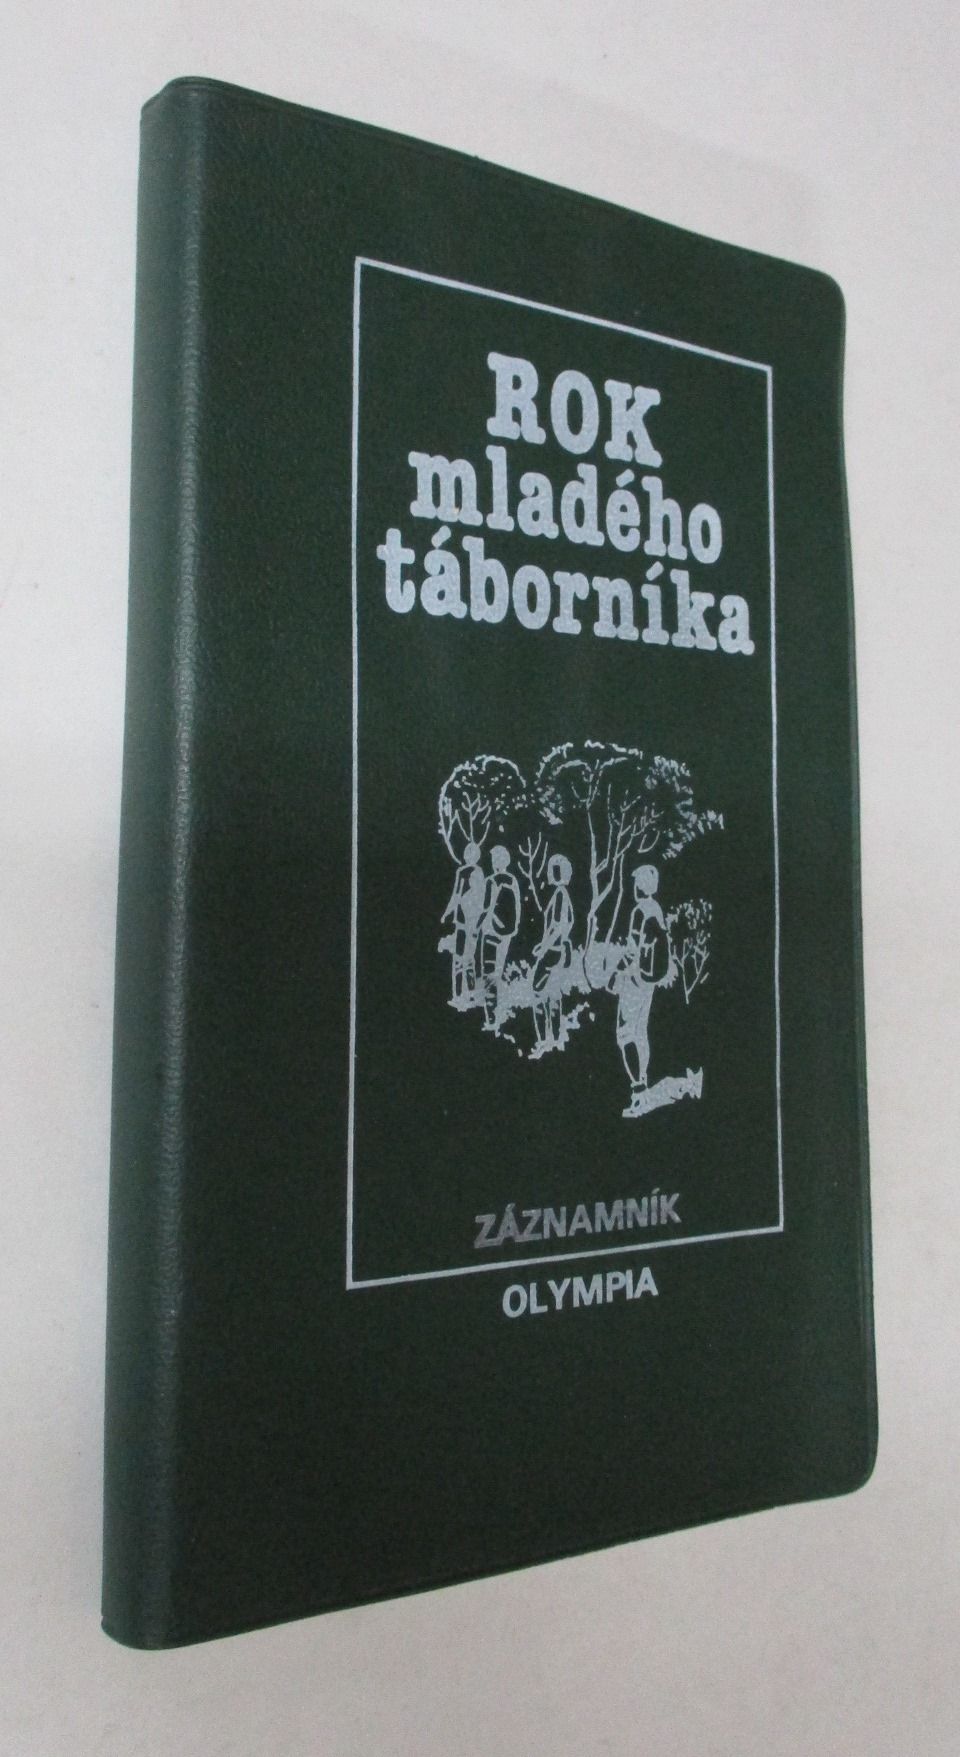 ROK
mladého
táborníka
ZÁZNAMNÍK
OLYMPIA